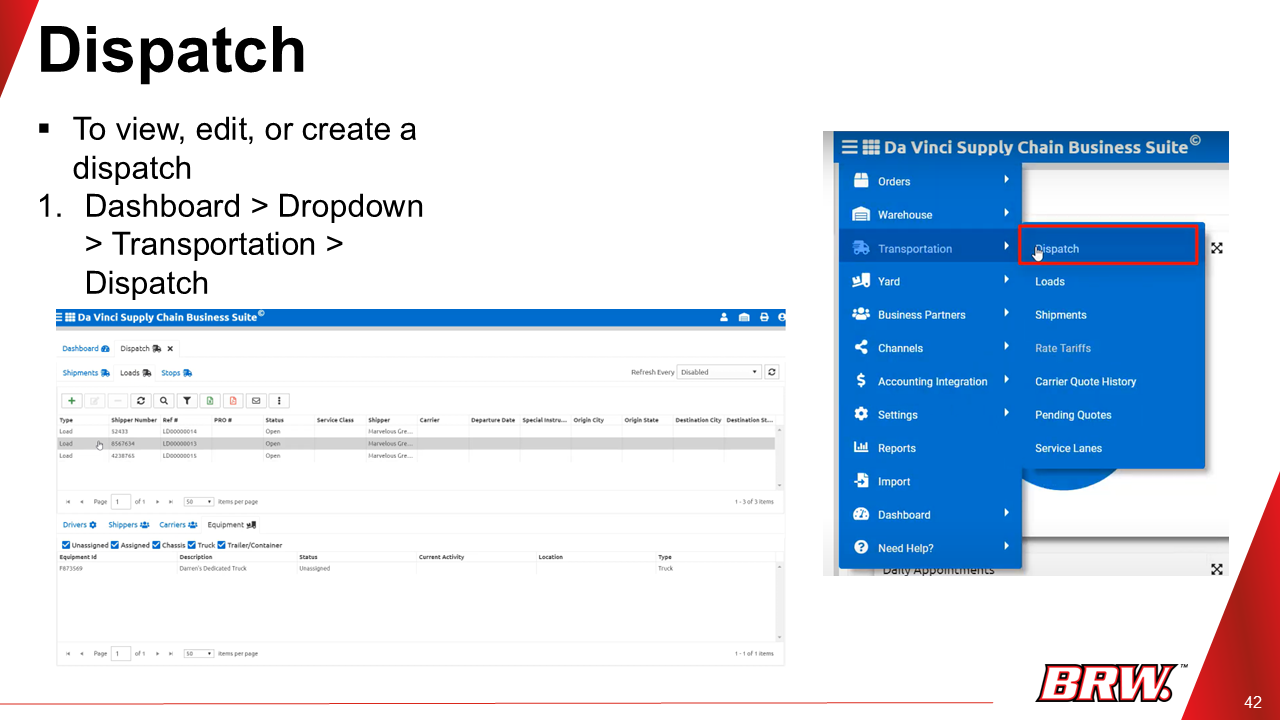 Dispatch
▪ To view, edit, or create a
dispatch
1. Dashboard > Dropdown
> Transportation >
Dispatch
Da Vinci Supply Chain Business Suite©
Dashboard Dispatch
Shipments Loads Stops Refresh Every Disabled
Type Shipper Number Ref # PRO # Status Service Class Shipper Carrier Departure Date Special Instru... Origin City Origin State Destination City Destination St...
Load 52433 LD00000014 Open Marvelous Gre...
Load 8567634 LD00000013 Open Marvelous Gre...
Load 4238765 LD00000015 Open Marvelous Gre...
Page 1 of 1 50 items per page 1 - 3 of 3 items
Drivers Shippers Carriers Equipment
Unassigned Assigned Chassis Truck Trailer/Container
Equipment Id Description Status Current Activity Location Type
F873569 Darren's Dedicated Truck Unassigned Truck
Page 1 of 1 50 items per page 1 - 1 of 1 items
Da Vinci Supply Chain Business Suite©
Orders
Warehouse
Transportation
Yard
Business Partners
Channels
Accounting Integration
Settings
Reports
Import
Dashboard
Need Help?
Dispatch
Loads
Shipments
Rate Tariffs
Carrier Quote History
Pending Quotes
Service Lanes
Daily Appointments
BRW.™
42